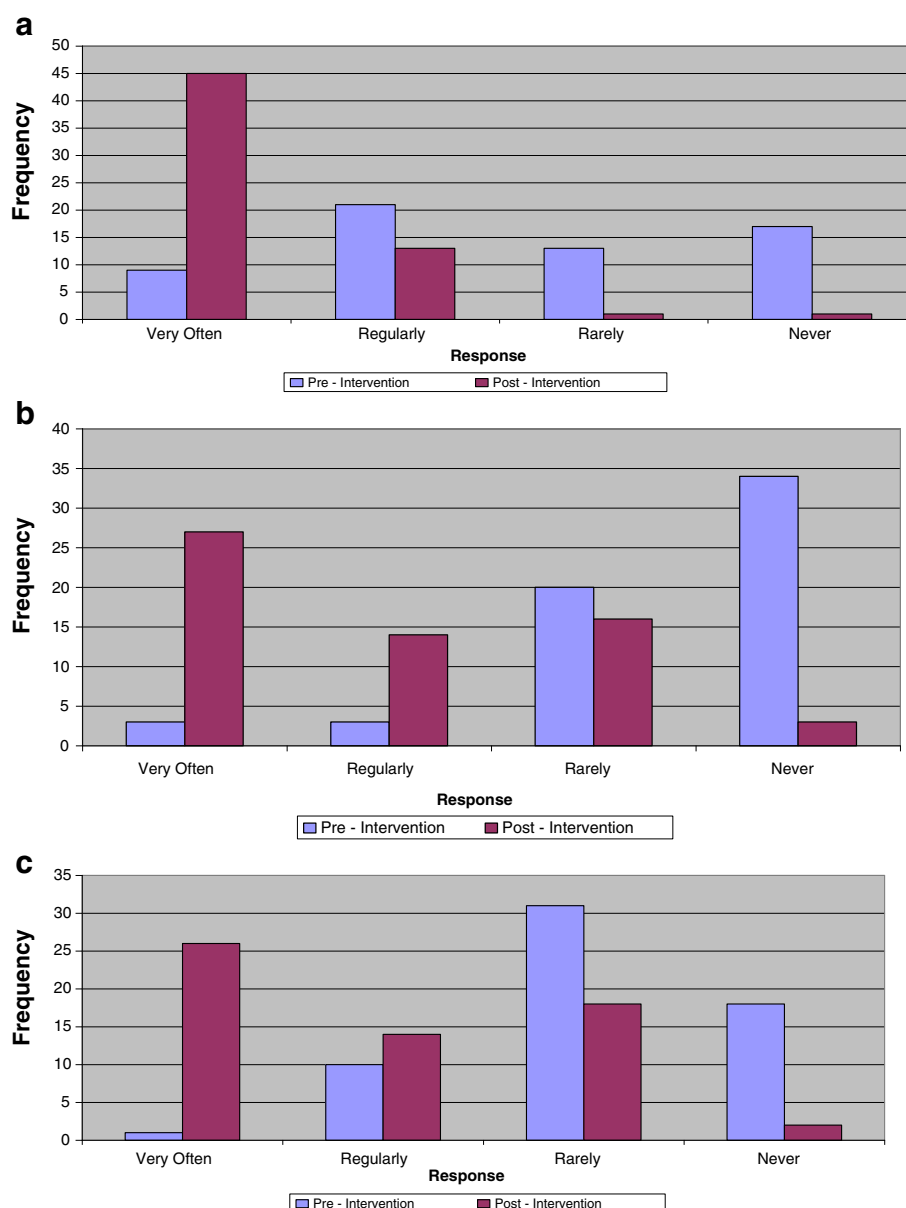 a
50
45
40
35
30
25
20
15
10
5
0
Frequency
Very Often Regularly Rarely Never
Response
Pre - Intervention Post - Intervention
b
40
35
30
25
20
15
10
5
0
Frequency
Very Often Regularly Rarely Never
Response
Pre - Intervention Post - Intervention
c
35
30
25
20
15
10
5
0
Frequency
Very Often Regularly Rarely Never
Response
Pre - Intervention Post - Intervention